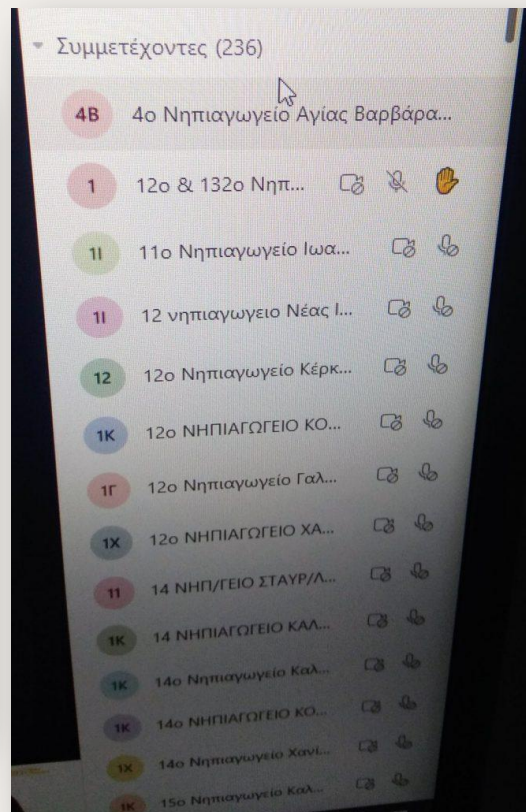 Συμμετέχοντες (236)
4Β 4ο Νηπιαγωγείο Αγίας Βαρβάρα...
1 12ο & 132ο Νηπ...
1Ι 11ο Νηπιαγωγείο Ιωα...
1Ι 12 νηπιαγωγειο Νέας Ι...
12 12ο Νηπιαγωγείο Κέρκ...
1Κ 12ο ΝΗΠΙΑΓΩΓΕΙΟ ΚΟ...
1Γ 12ο Νηπιαγωγείο Γαλ...
1Χ 12ο ΝΗΠΙΑΓΩΓΕΙΟ ΧΑ...
11 14 ΝΗΠ/ΓΕΙΟ ΣΤΑΥΡ/Λ...
1Κ 14 ΝΗΠΙΑΓΩΓΕΙΟ ΚΑΛ...
1Κ 14ο Νηπιαγωγείο Καλ...
1Κ 14ο ΝΗΠΙΑΓΩΓΕΙΟ ΚΟ...
1Χ 14ο Νηπιαγωγείο Χανί...
1Κ 15ο Νηπιαγωγείο Καλ...